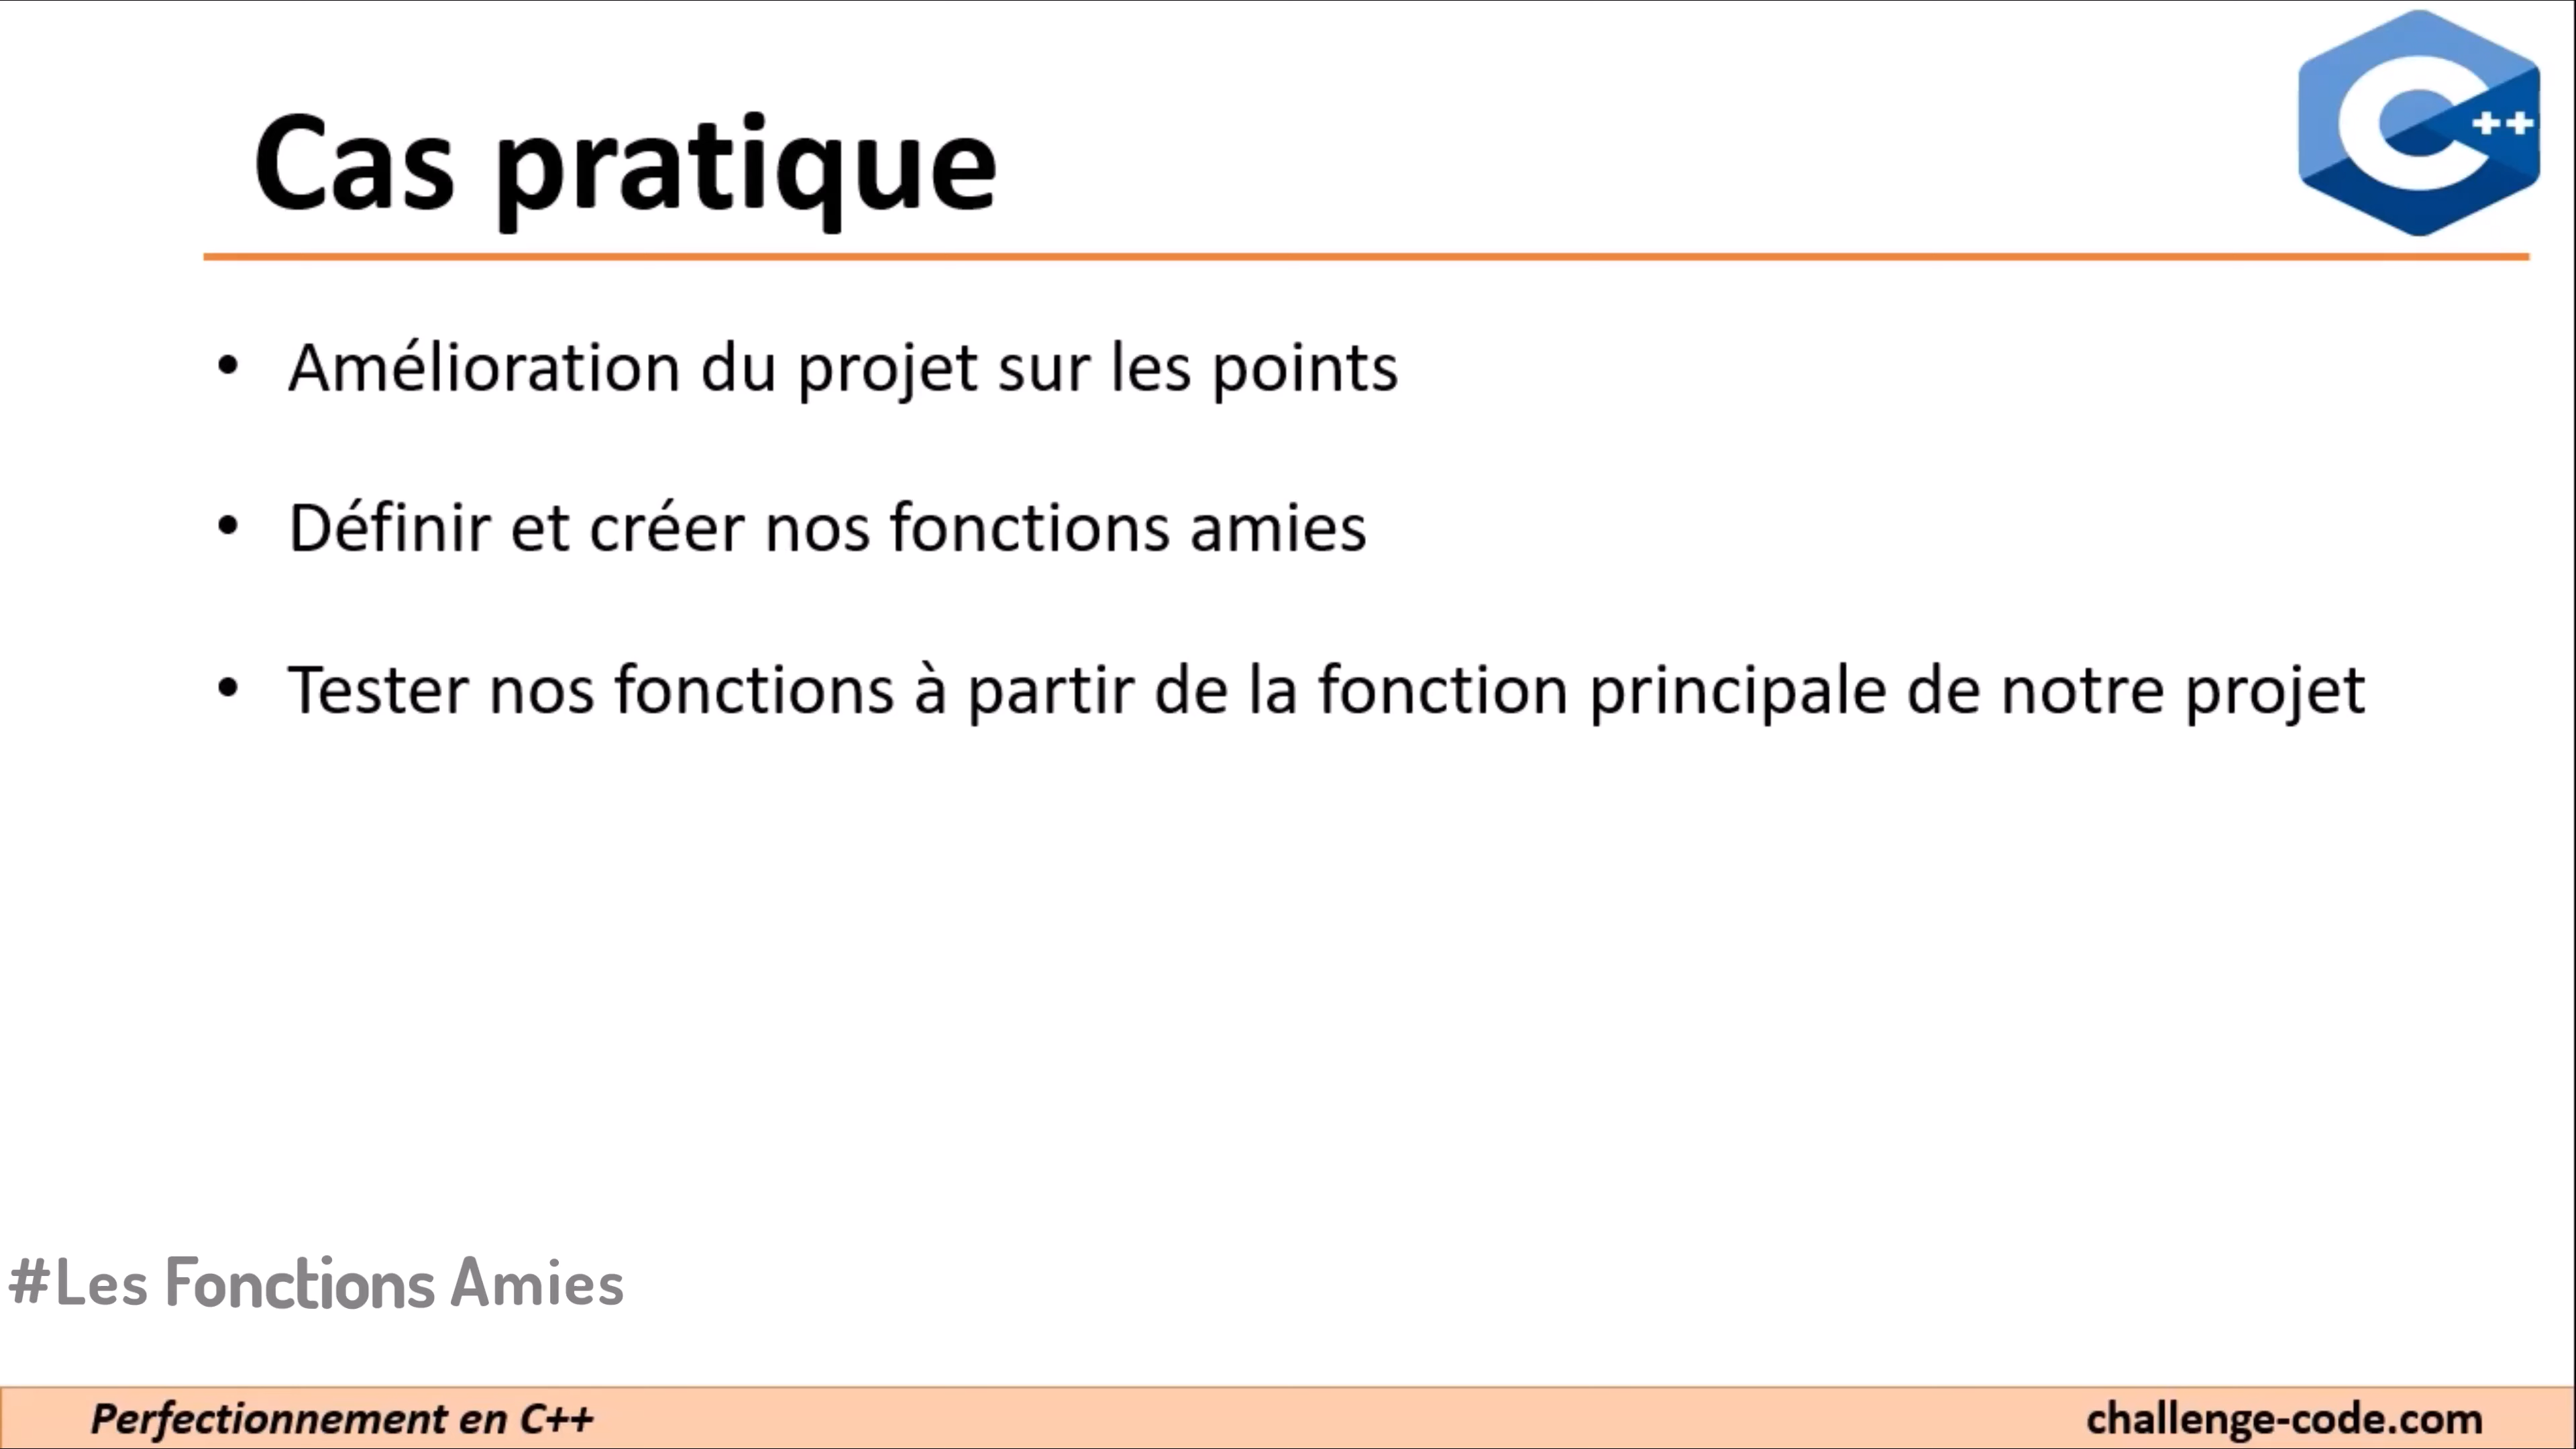 Cas pratique
C++
• Amélioration du projet sur les points
• Définir et créer nos fonctions amies
• Tester nos fonctions à partir de la fonction principale de notre projet
#Les Fonctions Amies
Perfectionnement en C++
challenge-code.com